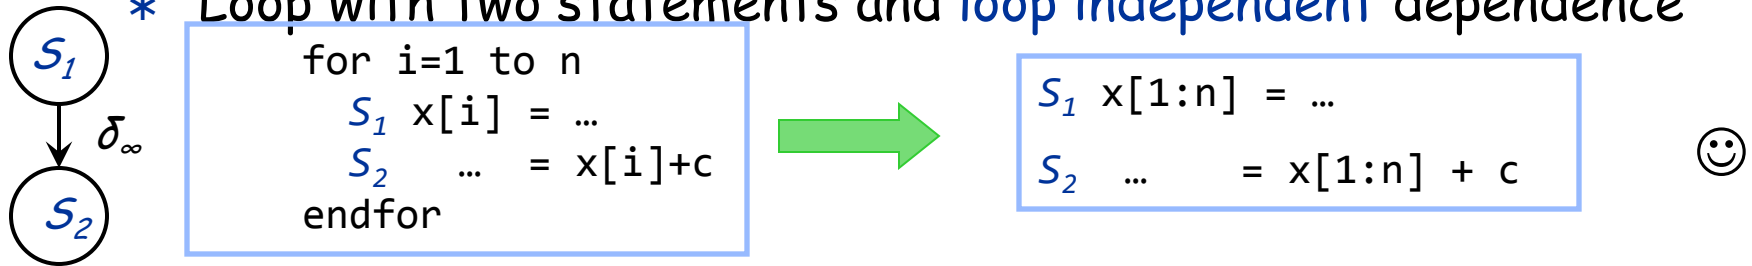 * Loop with two statements and loop independent dependence
S1
δ∞
S2
for i=1 to n
S1 x[i] = …
S2 … = x[i]+c
endfor
S1 x[1:n] = …
S2 … = x[1:n] + c